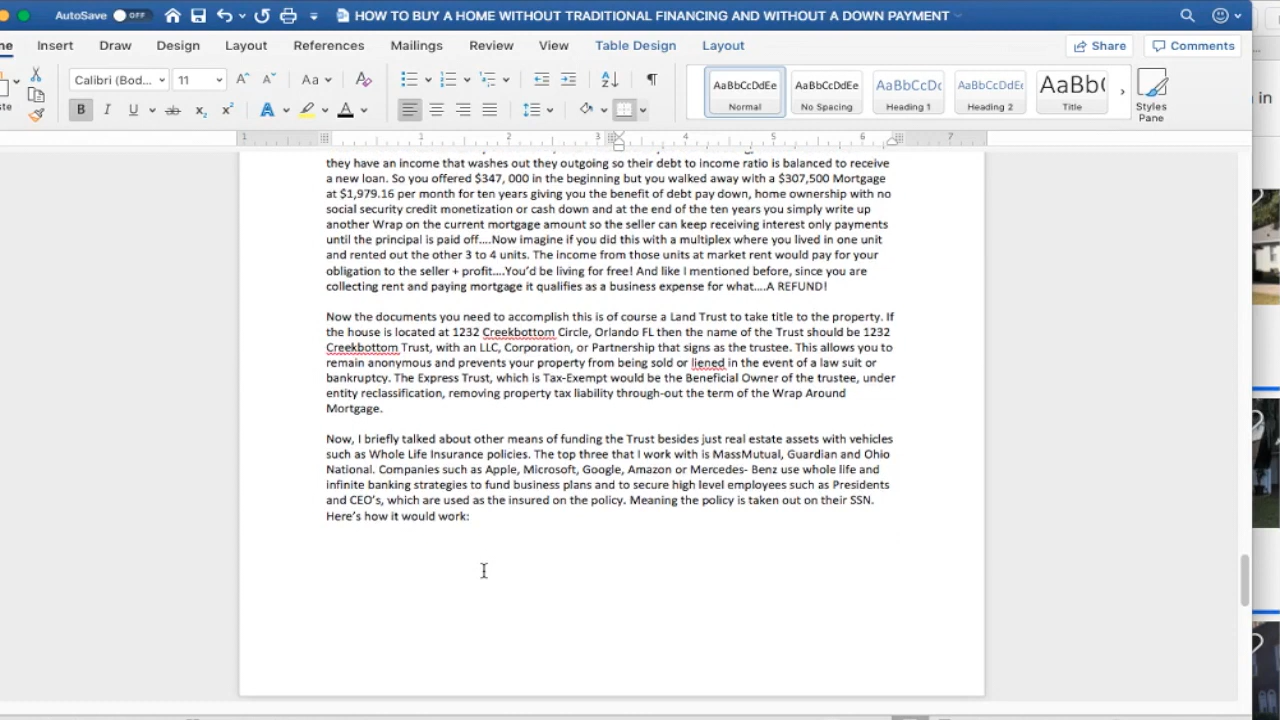 AutoSave OFF HOW TO BUY A HOME WITHOUT TRADITIONAL FINANCING AND WITHOUT A DOWN PAYMENT
Insert Draw Design Layout References Mailings Review View Table Design Layout Share Comments
Calibri (Bod... 11
AaBbCcDdEe AaBbCcDdEe AaBbCcDc AaBbCcDdEe AaBb(
Normal No Spacing Heading 1 Heading 2 Title Styles Pane
1 1 2 3 4 5 6 7
they have an income that washes out they outgoing so their debt to income ratio is balanced to receive
a new loan. So you offered $347, 000 in the beginning but you walked away with a $307,500 Mortgage
at $1,979.16 per month for ten years giving you the benefit of debt pay down, home ownership with no
social security credit monetization or cash down and at the end of the ten years you simply write up
another Wrap on the current mortgage amount so the seller can keep receiving interest only payments
until the principal is paid off....Now imagine if you did this with a multiplex where you lived in one unit
and rented out the other 3 to 4 units. The income from those units at market rent would pay for your
obligation to the seller + profit....You'd be living for free! And like I mentioned before, since you are
collecting rent and paying mortgage it qualifies as a business expense for what....A REFUND!
Now the documents you need to accomplish this is of course a Land Trust to take title to the property. If
the house is located at 1232 Creekbottom Circle, Orlando FL then the name of the Trust should be 1232
Creekbottom Trust, with an LLC, Corporation, or Partnership that signs as the trustee. This allows you to
remain anonymous and prevents your property from being sold or liened in the event of a law suit or
bankruptcy. The Express Trust, which is Tax-Exempt would be the Beneficial Owner of the trustee, under
entity reclassification, removing property tax liability through-out the term of the Wrap Around
Mortgage.
Now, I briefly talked about other means of funding the Trust besides just real estate assets with vehicles
such as Whole Life Insurance policies. The top three that I work with is MassMutual, Guardian and Ohio
National. Companies such as Apple, Microsoft, Google, Amazon or Mercedes- Benz use whole life and
infinite banking strategies to fund business plans and to secure high level employees such as Presidents
and CEO's, which are used as the insured on the policy. Meaning the policy is taken out on their SSN.
Here's how it would work: